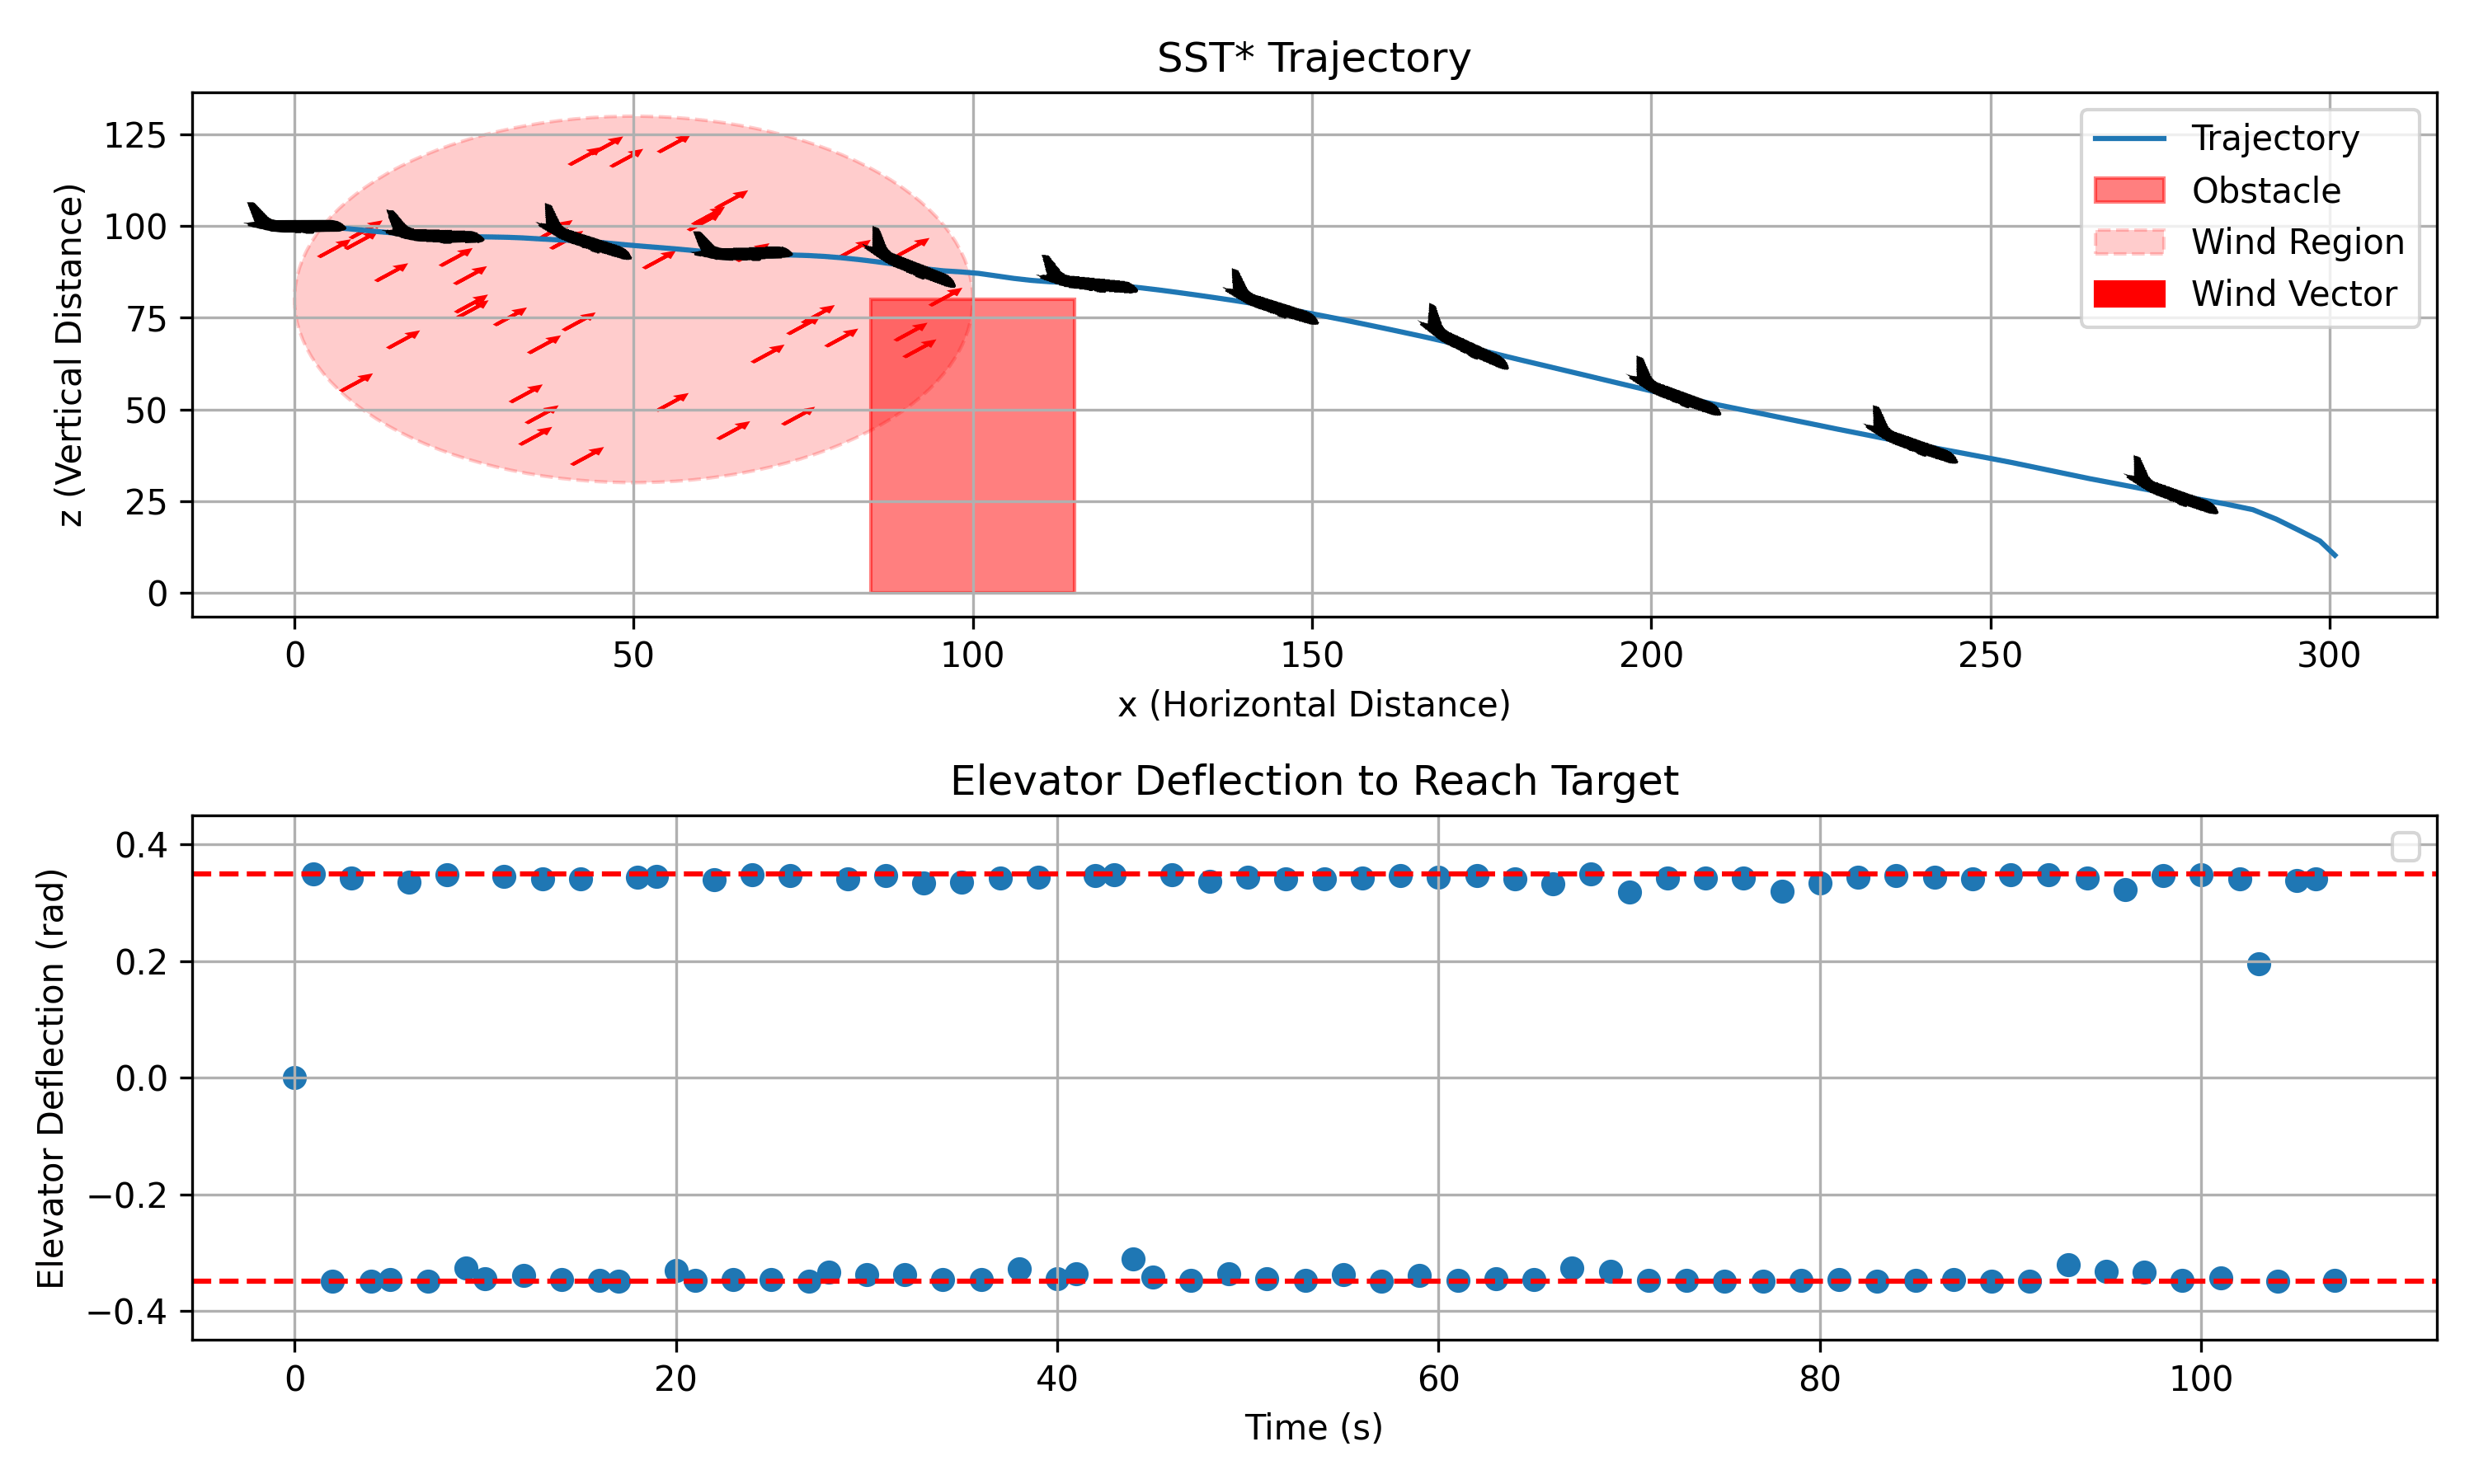 SST* Trajectory
125
100
75
50
25
0
z (Vertical Distance)
Trajectory
Obstacle
Wind Region
Wind Vector
0 50 100 150 200 250 300
x (Horizontal Distance)
Elevator Deflection to Reach Target
0.4
0.2
0.0
−0.2
−0.4
Elevator Deflection (rad)
0 20 40 60 80 100
Time (s)